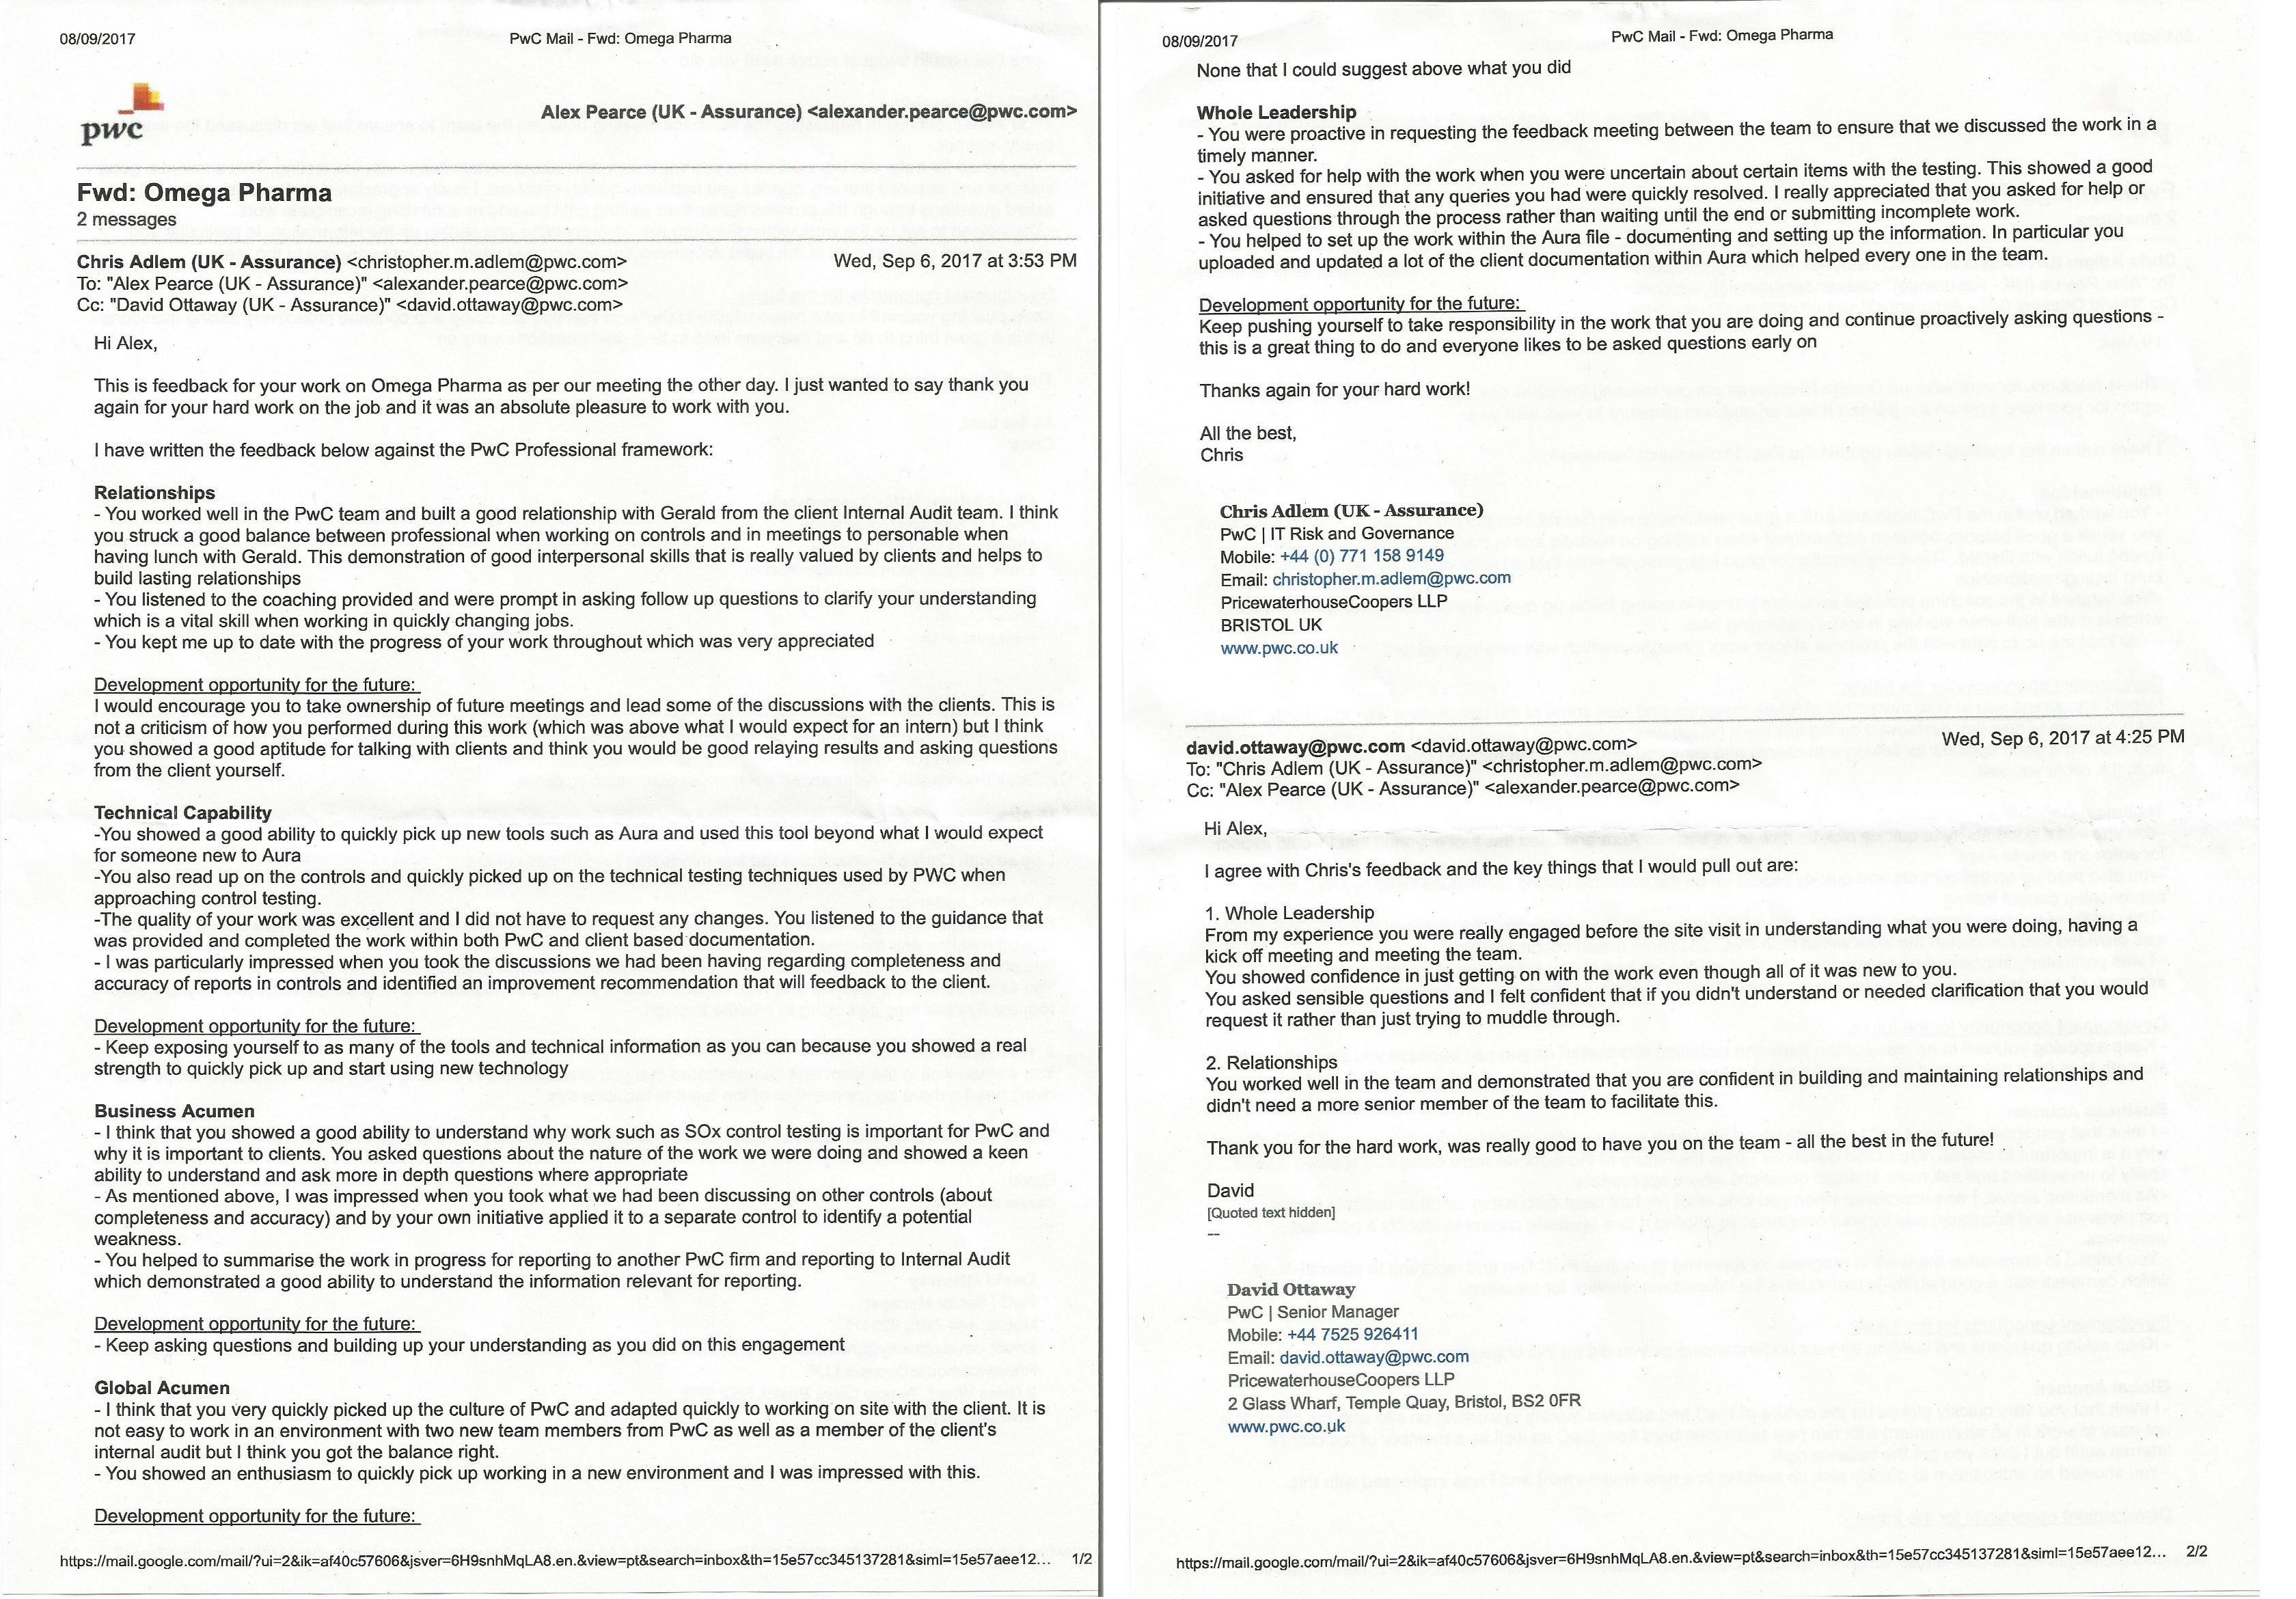 08/09/2017
PwC Mail - Fwd: Omega Pharma
pwc
Alex Pearce (UK - Assurance) <alexander.pearce@pwc.com>
Fwd: Omega Pharma
2 messages
Chris Adlem (UK - Assurance) <christopher.m.adlem@pwc.com>
Wed, Sep 6, 2017 at 3:53 PM
To: "Alex Pearce (UK - Assurance)" <alexander.pearce@pwc.com>
Cc: "David Ottaway (UK - Assurance)" <david.ottaway@pwc.com>
Hi Alex,
This is feedback for your work on Omega Pharma as per our meeting the other day. I just wanted to say thank you
again for your hard work on the job and it was an absolute pleasure to work with you.
I have written the feedback below against the PwC Professional framework:
Relationships
- You worked well in the PwC team and built a good relationship with Gerald from the client Internal Audit team. I think
you struck a good balance between professional when working on controls and in meetings to personable when
having lunch with Gerald. This demonstration of good interpersonal skills that is really valued by clients and helps to
build lasting relationships
- You listened to the coaching provided and were prompt in asking follow up questions to clarify your understanding
which is a vital skill when working in quickly changing jobs.
- You kept me up to date with the progress of your work throughout which was very appreciated
Development opportunity for the future:
I would encourage you to take ownership of future meetings and lead some of the discussions with the clients. This is
not a criticism of how you performed during this work (which was above what I would expect for an intern) but I think
you showed a good aptitude for talking with clients and think you would be good relaying results and asking questions
from the client yourself.
Technical Capability
-You showed a good ability to quickly pick up new tools such as Aura and used this tool beyond what I would expect
for someone new to Aura
-You also read up on the controls and quickly picked up on the technical testing techniques used by PWC when
approaching control testing.
-The quality of your work was excellent and I did not have to request any changes. You listened to the guidance that
was provided and completed the work within both PwC and client based documentation.
- I was particularly impressed when you took the discussions we had been having regarding completeness and
accuracy of reports in controls and identified an improvement recommendation that will feedback to the client.
Development opportunity for the future:
- Keep exposing yourself to as many of the tools and technical information as you can because you showed a real
strength to quickly pick up and start using new technology
Business Acumen
- I think that you showed a good ability to understand why work such as SOx control testing is important for PwC and
why it is important to clients. You asked questions about the nature of the work we were doing and showed a keen
ability to understand and ask more in depth questions where appropriate
- As mentioned above, I was impressed when you took what we had been discussing on other controls (about
completeness and accuracy) and by your own initiative applied it to a separate control to identify a potential
weakness.
- You helped to summarise the work in progress for reporting to another PwC firm and reporting to Internal Audit
which demonstrated a good ability to understand the information relevant for reporting.
Development opportunity for the future:
- Keep asking questions and building up your understanding as you did on this engagement
Global Acumen
- I think that you very quickly picked up the culture of PwC and adapted quickly to working on site with the client. It is
not easy to work in an environment with two new team members from PwC as well as a member of the client's
internal audit but I think you got the balance right.
- You showed an enthusiasm to quickly pick up working in a new environment and I was impressed with this.
Development opportunity for the future:
https://mail.google.com/mail/?ui=2&ik=af40c57606&jsver=6H9snhMqLA8.en.&view=pt&search=inbox&th=15e57cc345137281&siml=15e57aee12...
1/2
08/09/2017
PwC Mail - Fwd: Omega Pharma
None that I could suggest above what you did
Whole Leadership
- You were proactive in requesting the feedback meeting between the team to ensure that we discussed the work in a
timely manner.
- You asked for help with the work when you were uncertain about certain items with the testing. This showed a good
initiative and ensured that any queries you had were quickly resolved. I really appreciated that you asked for help or
asked questions through the process rather than waiting until the end or submitting incomplete work.
- You helped to set up the work within the Aura file - documenting and setting up the information. In particular you
uploaded and updated a lot of the client documentation within Aura which helped every one in the team.
Development opportunity for the future:
Keep pushing yourself to take responsibility in the work that you are doing and continue proactively asking questions -
this is a great thing to do and everyone likes to be asked questions early on
Thanks again for your hard work!
All the best,
Chris
Chris Adlem (UK - Assurance)
PwC | IT Risk and Governance
Mobile: +44 (0) 771 158 9149
Email: christopher.m.adlem@pwc.com
PricewaterhouseCoopers LLP
BRISTOL UK
www.pwc.co.uk
david.ottaway@pwc.com <david.ottaway@pwc.com>
Wed, Sep 6, 2017 at 4:25 PM
To: "Chris Adlem (UK - Assurance)" <christopher.m.adlem@pwc.com>
Cc: "Alex Pearce (UK - Assurance)" <alexander.pearce@pwc.com>
Hi Alex,
I agree with Chris's feedback and the key things that I would pull out are:
1. Whole Leadership
From my experience you were really engaged before the site visit in understanding what you were doing, having a
kick off meeting and meeting the team.
You showed confidence in just getting on with the work even though all of it was new to you.
You asked sensible questions and I felt confident that if you didn't understand or needed clarification that you would
request it rather than just trying to muddle through.
2. Relationships
You worked well in the team and demonstrated that you are confident in building and maintaining relationships and
didn't need a more senior member of the team to facilitate this.
Thank you for the hard work, was really good to have you on the team - all the best in the future!
David
[Quoted text hidden]
--
David Ottaway
PwC | Senior Manager
Mobile: +44 7525 926411
Email: david.ottaway@pwc.com
PricewaterhouseCoopers LLP
2 Glass Wharf, Temple Quay, Bristol, BS2 0FR
www.pwc.co.uk
https://mail.google.com/mail/?ui=2&ik=af40c57606&jsver=6H9snhMqLA8.en.&view=pt&search=inbox&th=15e57cc345137281&siml=15e57aee12...
2/2